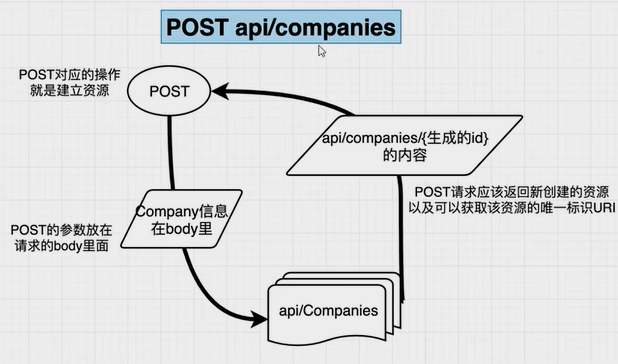 POST api/companies
POST对应的操作
就是建立资源
POST
api/companies/{生成的id}
的内容
POST请求应该返回新创建的资源
以及可以获取该资源的唯一标识URI
Company信息
在body里
POST的参数放在
请求的body里面
api/Companies